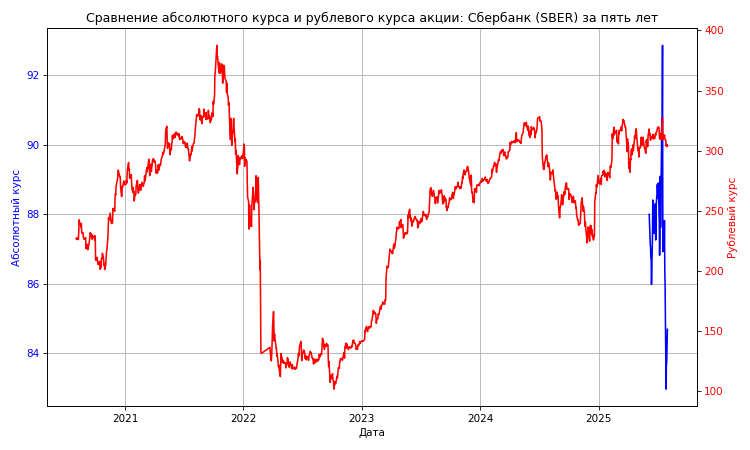 Сравнение абсолютного курса и рублевого курса акции: Сбербанк (SBER) за пять лет
92
90
88
86
84
Абсолютный курс
400
350
300
250
200
150
100
Рублевый курс
2021 2022 2023 2024 2025
Дата